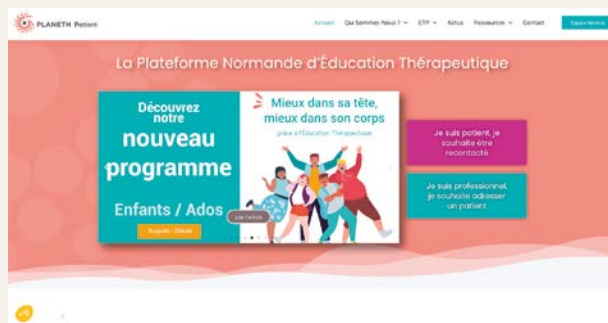 PLANETH Patient
Accueil Qui Sommes Nous ? ETP Actus Ressources Contact
La Plateforme Normande d'Éducation Thérapeutique
Découvrez
notre
nouveau
programme
Enfants / Ados
Mieux dans sa tête,
mieux dans son corps
grâce à l'Éducation Thérapeutique
Lire l'article
Je suis patient, je
souhaite être
recontacté
Je suis professionnel,
je souhaite adresser
un patient